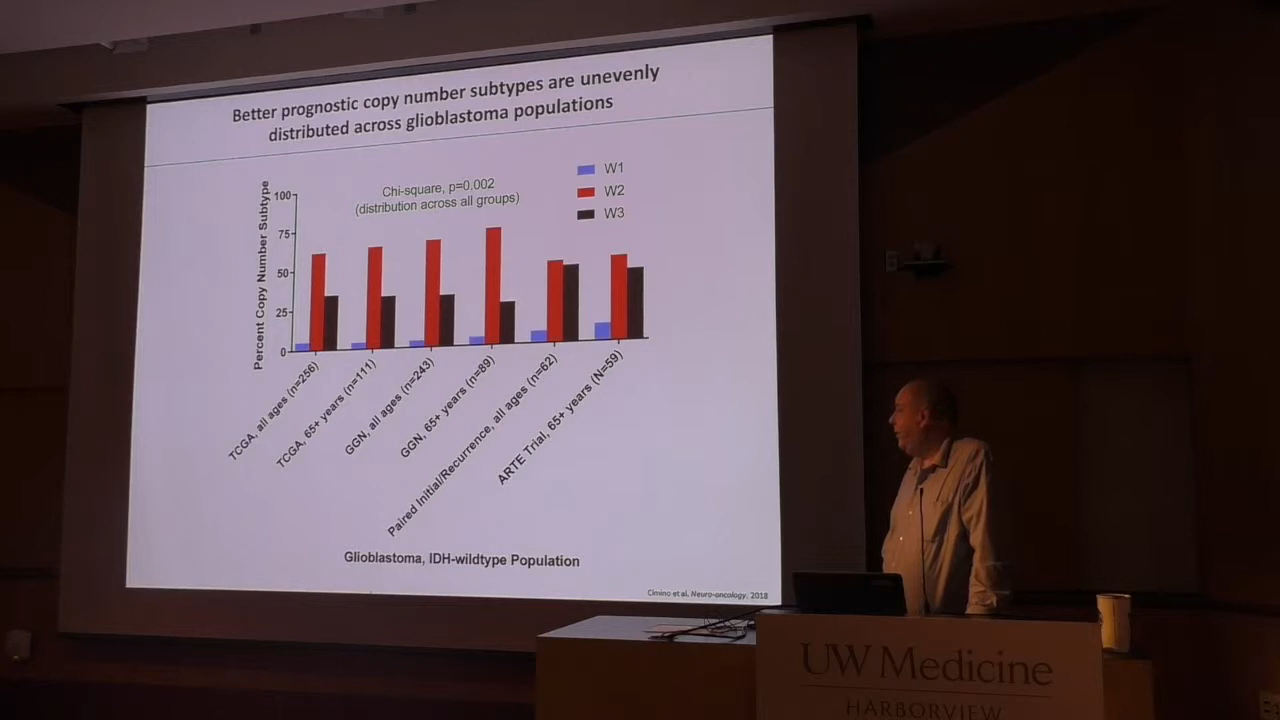 Better prognostic copy number subtypes are unevenly
distributed across glioblastoma populations
Percent Copy Number Subtype
100
75
50
25
0
Chi-square, p=0.002
(distribution across all groups)
W1
W2
W3
TCGA, all ages (n=256)
TCGA, 65+ years (n=111)
GGN, all ages (n=243)
GGN, 65+ years (n=89)
Paired Initial/Recurrence, all ages (n=62)
ARTE Trial, 65+ years (N=59)
Glioblastoma, IDH-wildtype Population
Cimino et al, Neuro-oncology, 2018
UW Medicine
HARBORVIEW